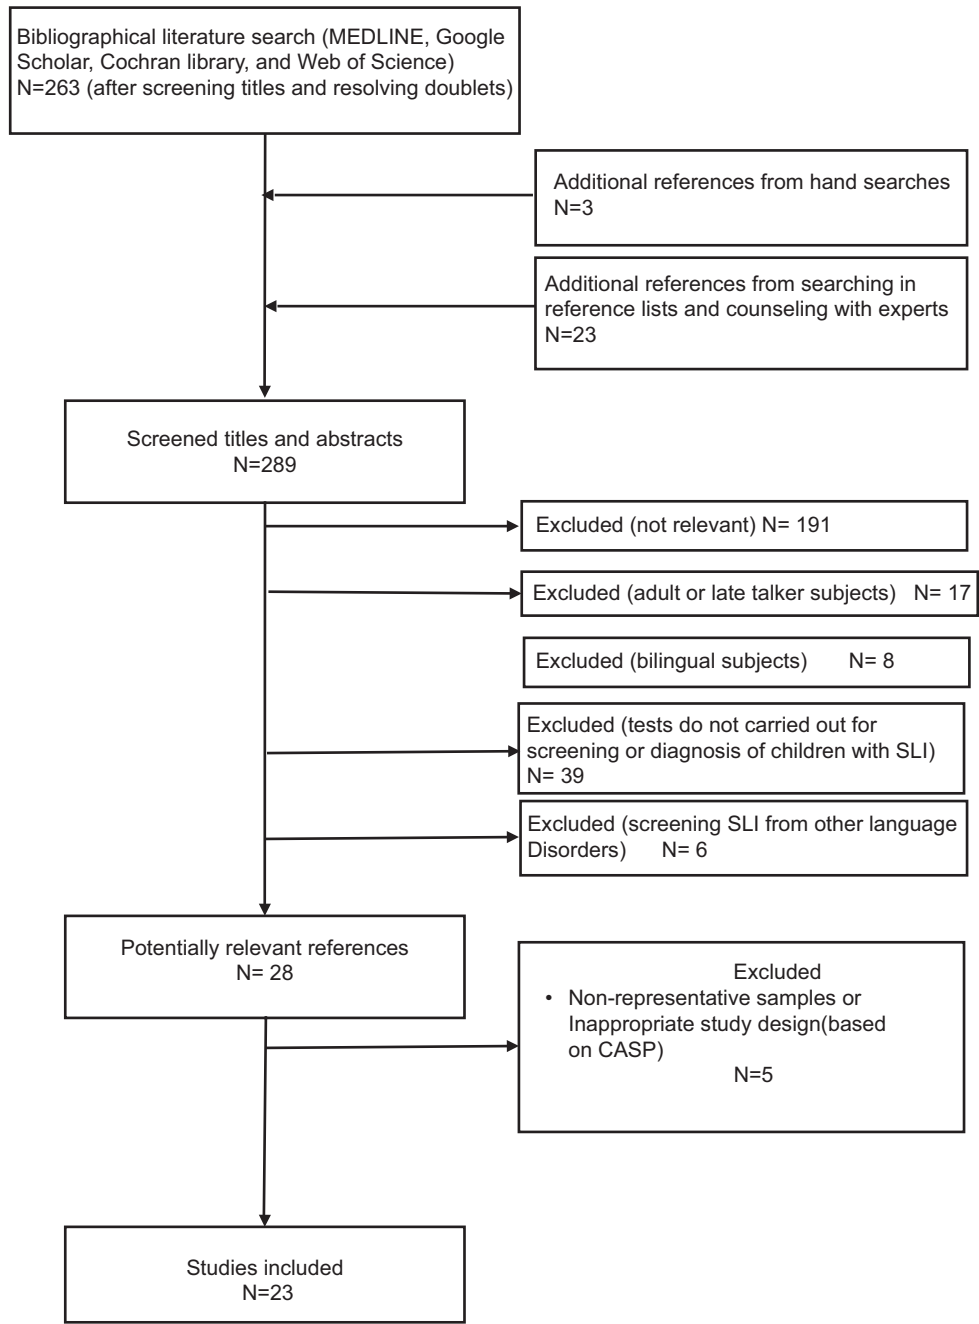 Bibliographical literature search (MEDLINE, Google
Scholar, Cochran library, and Web of Science)
N=263 (after screening titles and resolving doublets)
Additional references from hand searches
N=3
Additional references from searching in
reference lists and counseling with experts
N=23
Screened titles and abstracts
N=289
Excluded (not relevant) N= 191
Excluded (adult or late talker subjects) N= 17
Excluded (bilingual subjects) N= 8
Excluded (tests do not carried out for
screening or diagnosis of children with SLI)
N= 39
Excluded (screening SLI from other language
Disorders) N= 6
Potentially relevant references
N= 28
Excluded
• Non-representative samples or
Inappropriate study design(based
on CASP)
N=5
Studies included
N=23